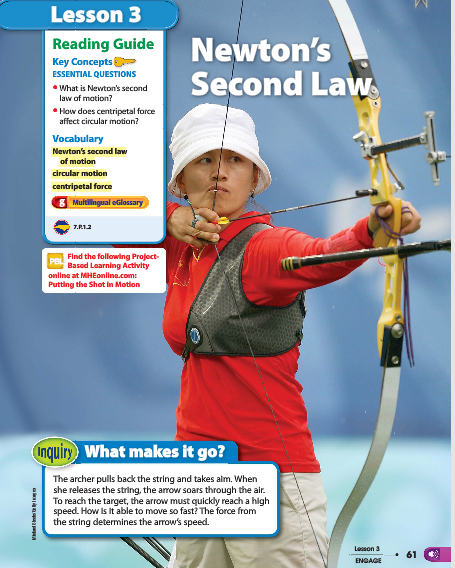 Lesson 3
Reading Guide
Key Concepts
ESSENTIAL QUESTIONS
• What is Newton's second
law of motion?
• How does centripetal force
affect circular motion?
Vocabulary
Newton's second law
of motion
circular motion
centripetal force
g Multilingual eGlossary
7.P.1.2
PBL Find the following Project-
Based Learning Activity
online at MHEonline.com:
Putting the Shot in Motion
Newton's
Second Law
Inquiry What makes it go?
The archer pulls back the string and takes aim. When
she releases the string, the arrow soars through the air.
To reach the target, the arrow must quickly reach a high
speed. How is it able to move so fast? The force from
the string determines the arrow's speed.
Lesson 3
ENGAGE
• 61